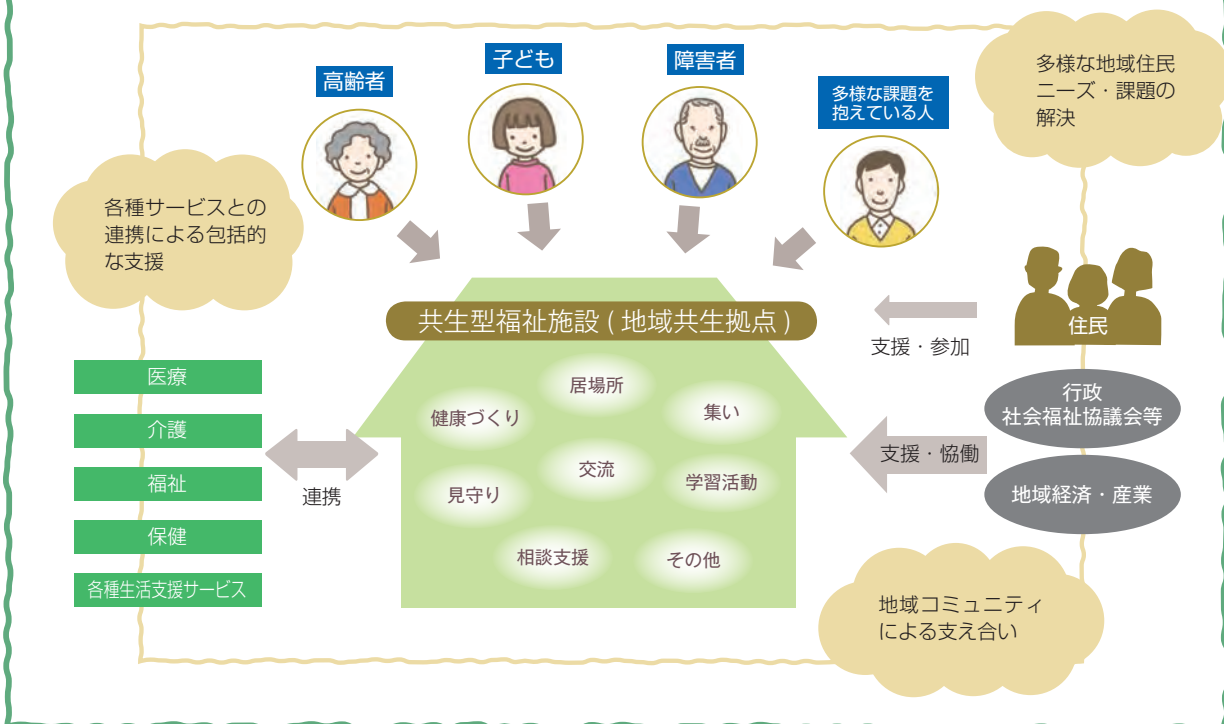 高齢者
子ども
障害者
多様な課題を
抱えている人
多様な地域住民
ニーズ・課題の
解決
各種サービスとの
連携による包括的
な支援
共生型福祉施設 ( 地域共生拠点 )
支援・参加
住民
医療
介護
福祉
保健
各種生活支援サービス
連携
居場所
健康づくり
集い
交流
見守り
学習活動
相談支援
その他
支援・恊働
行政
社会福祉協議会等
地域経済・産業
地域コミュニティ
による支え合い